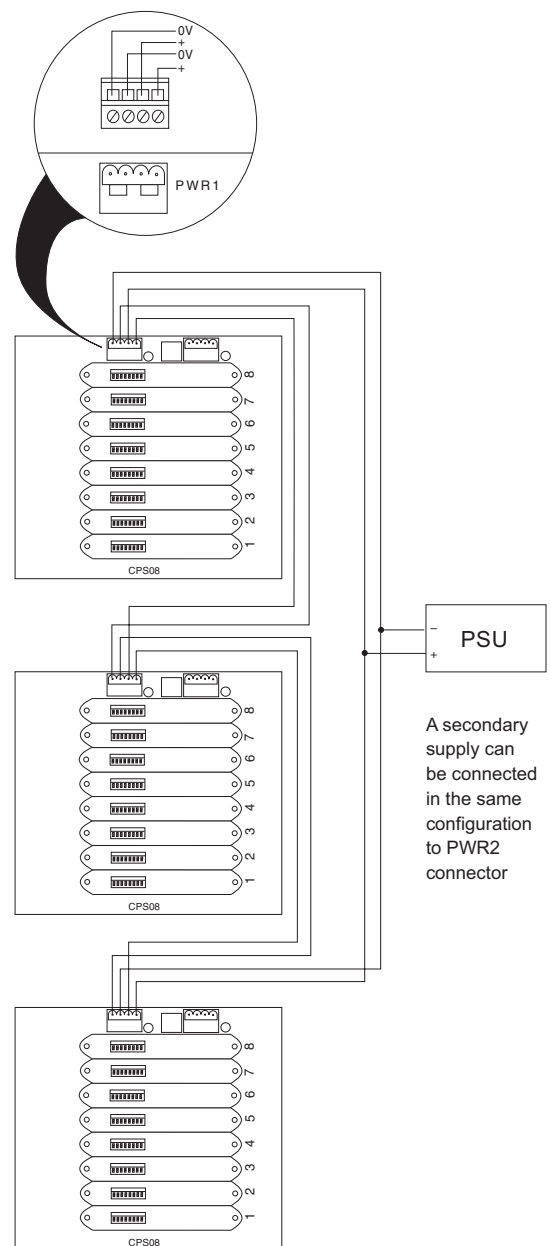 0V
+
0V
+
PWR1
8
7
6
5
4
3
2
1
CPS08
8
7
6
5
4
3
2
1
CPS08
–
+
PSU
A secondary
supply can
be connected
in the same
configuration
to PWR2
connector
8
7
6
5
4
3
2
1
CPS08